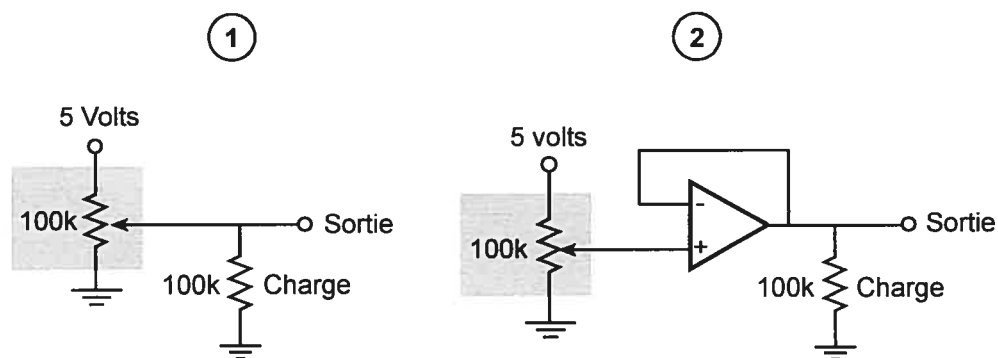 1
2
5 Volts
100k
Sortie
100k Charge
5 volts
100k
-
+
Sortie
100k Charge